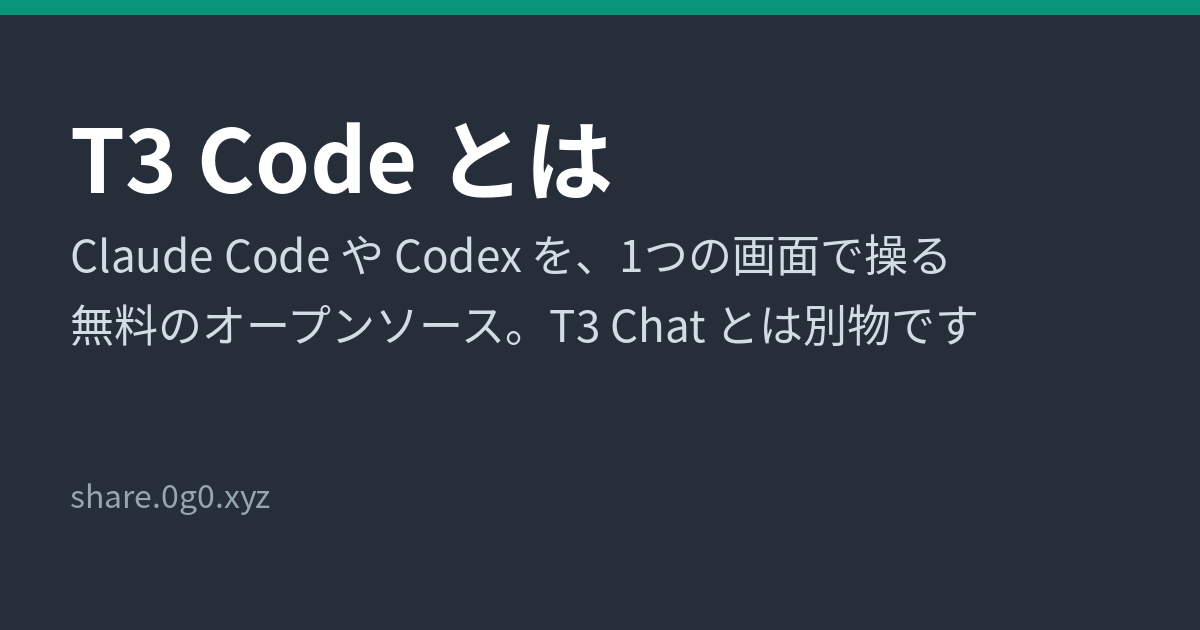 T3 Code とは
Claude Code や Codex を、1つの画面で操る
無料のオープンソース。T3 Chat とは別物です
share.0g0.xyz